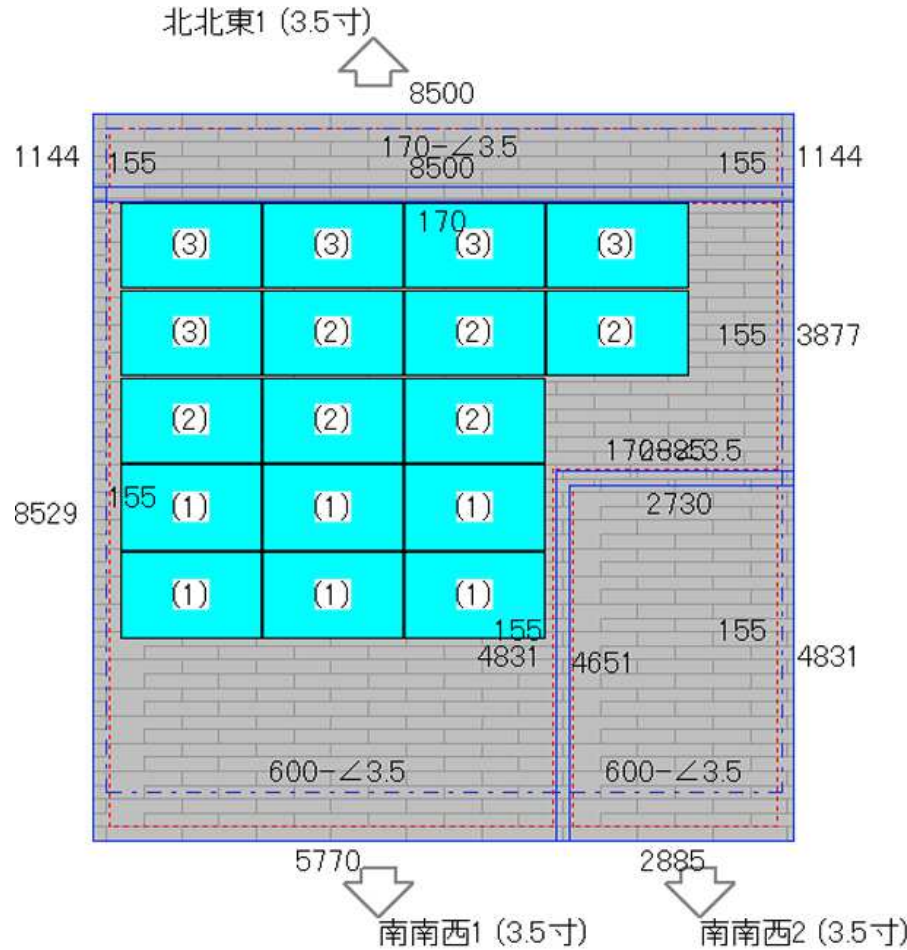 北北東1 (3.5寸)
8500
1144
155
170-∠3.5
155
1144
8500
170
(3) (3) (3) (3)
(3) (2) (2) (2)
155
3877
(2) (2) (2)
2730
8529
155
(1) (1) (1)
(1) (1) (1)
155
155
4831
4651
4831
600-∠3.5
600-∠3.5
5770
2885
南南西1 (3.5寸)
南南西2 (3.5寸)